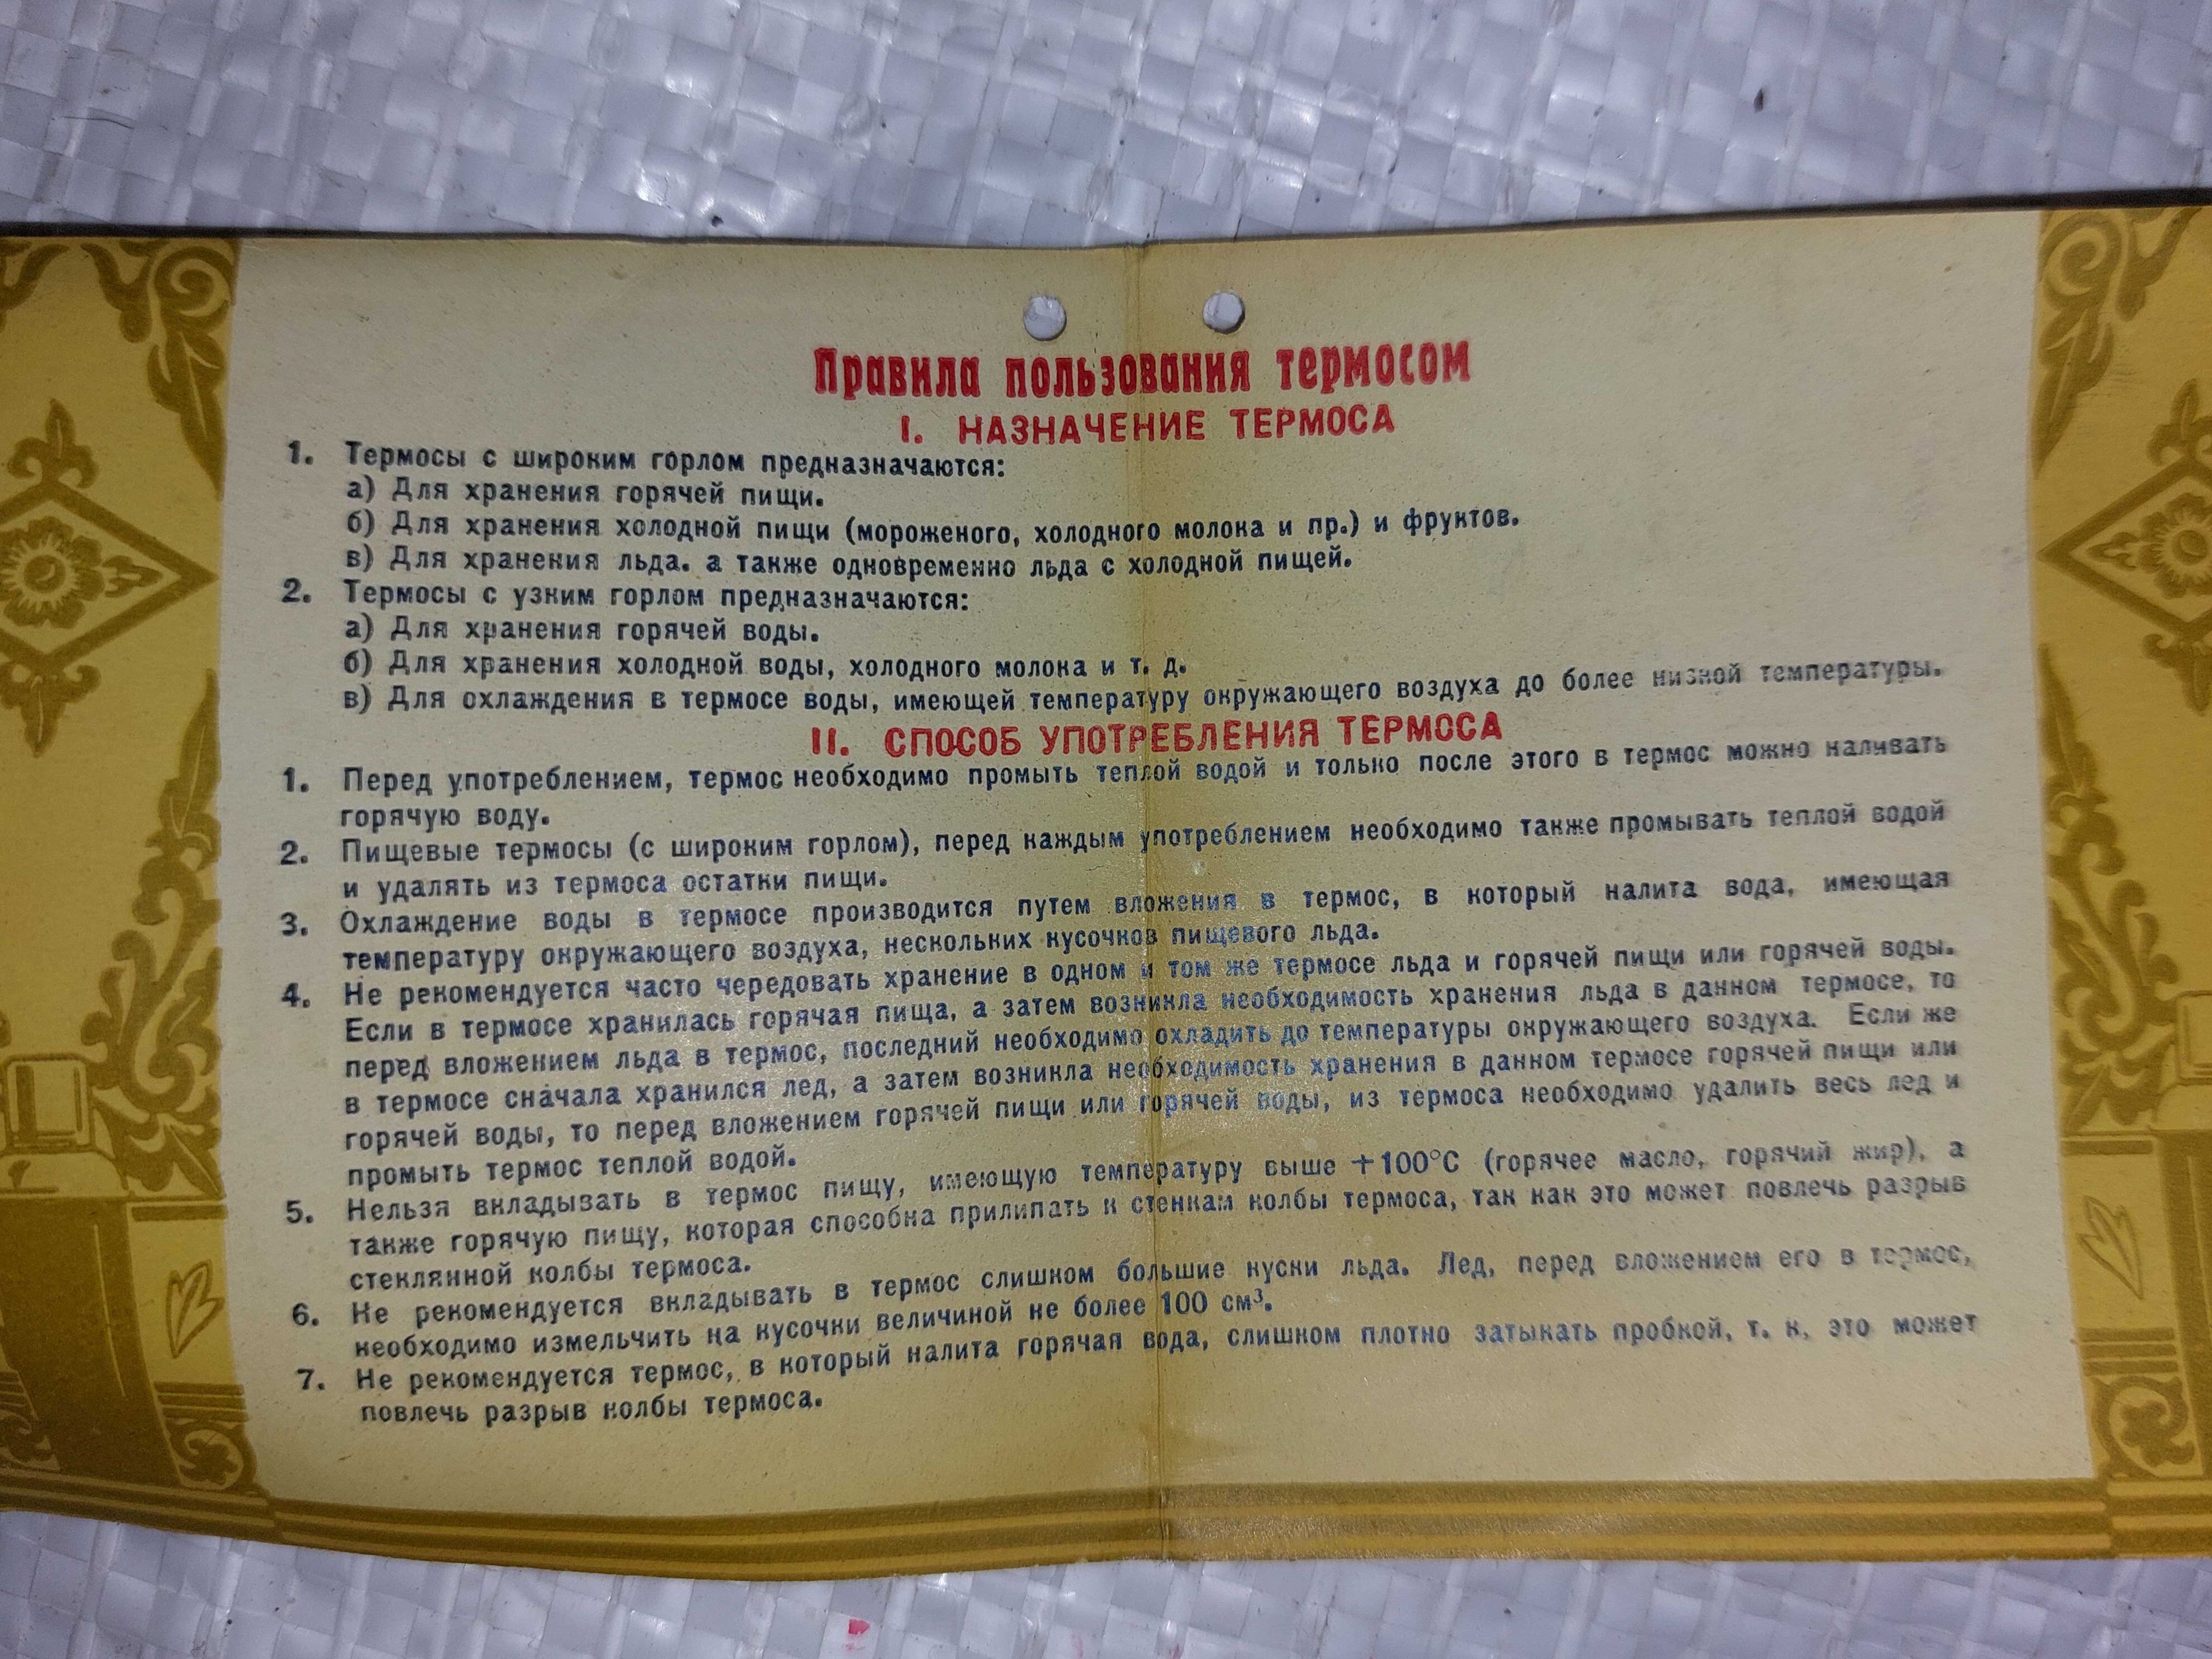 Правила пользования термосом
I. НАЗНАЧЕНИЕ ТЕРМОСА
1. Термосы с широким горлом предназначаются:
а) Для хранения горячей пищи.
б) Для хранения холодной пищи (мороженого, холодного молока и пр.) и фруктов.
в) Для хранения льда. а также одновременно льда с холодной пищей.
2. Термосы с узким горлом предназначаются:
а) Для хранения горячей воды.
б) Для хранения холодной воды, холодного молока и т. д.
в) Для охлаждения в термосе воды, имеющей температуру окружающего воздуха до более низкой температуры.
II. СПОСОБ УПОТРЕБЛЕНИЯ ТЕРМОСА
1. Перед употреблением, термос необходимо промыть теплой водой и только после этого в термос можно наливать
горячую воду.
2. Пищевые термосы (с широким горлом), перед каждым употреблением необходимо также промывать теплой водой
и удалять из термоса остатки пищи.
3. Охлаждение воды в термосе производится путем вложения в термос, в который налита вода, имеющая
температуру окружающего воздуха, нескольких кусочков пищевого льда.
4. Не рекомендуется часто чередовать хранение в одном и том же термосе льда и горячей пищи или горячей воды.
Если в термосе хранилась горячая пища, а затем возникла необходимость хранения льда в данном термосе, то
перед вложением льда в термос, последний необходимо охладить до температуры окружающего воздуха. Если же
в термосе сначала хранился лед, а затем возникла необходимость хранения в данном термосе горячей пищи или
горячей воды, то перед вложением горячей пищи или горячей воды, из термоса необходимо удалить весь лед и
промыть термос теплой водой.
5. Нельзя вкладывать в термос пищу, имеющую температуру выше +100°С (горячее масло, горячий жир), а
также горячую пищу, которая способна прилипать к стенкам колбы термоса, так как это может повлечь разрыв
стеклянной колбы термоса.
6. Не рекомендуется вкладывать в термос слишком большие куски льда. Лед, перед вложением его в термос,
необходимо измельчить на кусочки величиной не более 100 см³.
7. Не рекомендуется термос, в который налита горячая вода, слишком плотно затыкать пробкой, т. к. это может
повлечь разрыв колбы термоса.